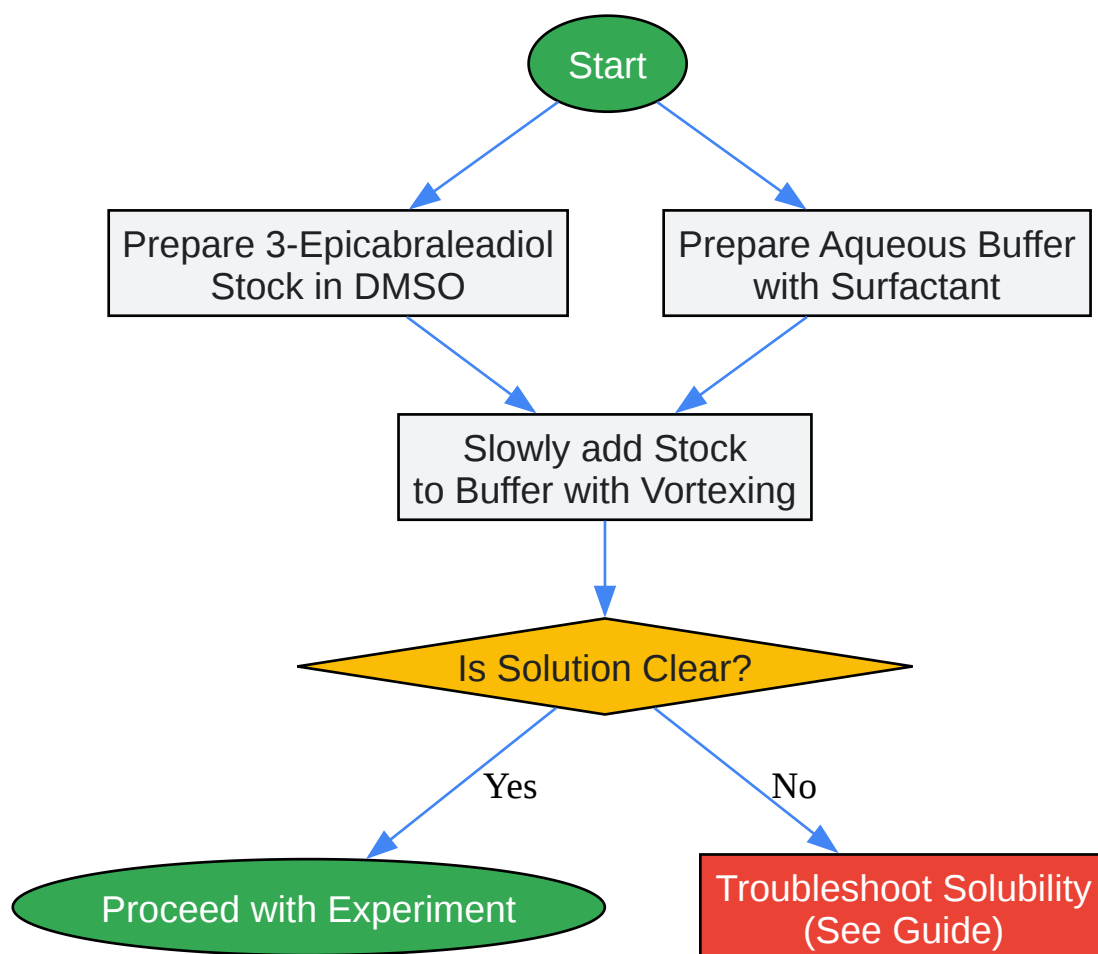 Start
Prepare 3-Epicabraleadiol
Stock in DMSO
Prepare Aqueous Buffer
with Surfactant
Slowly add Stock
to Buffer with Vortexing
Is Solution Clear?
Yes
No
Proceed with Experiment
Troubleshoot Solubility
(See Guide)